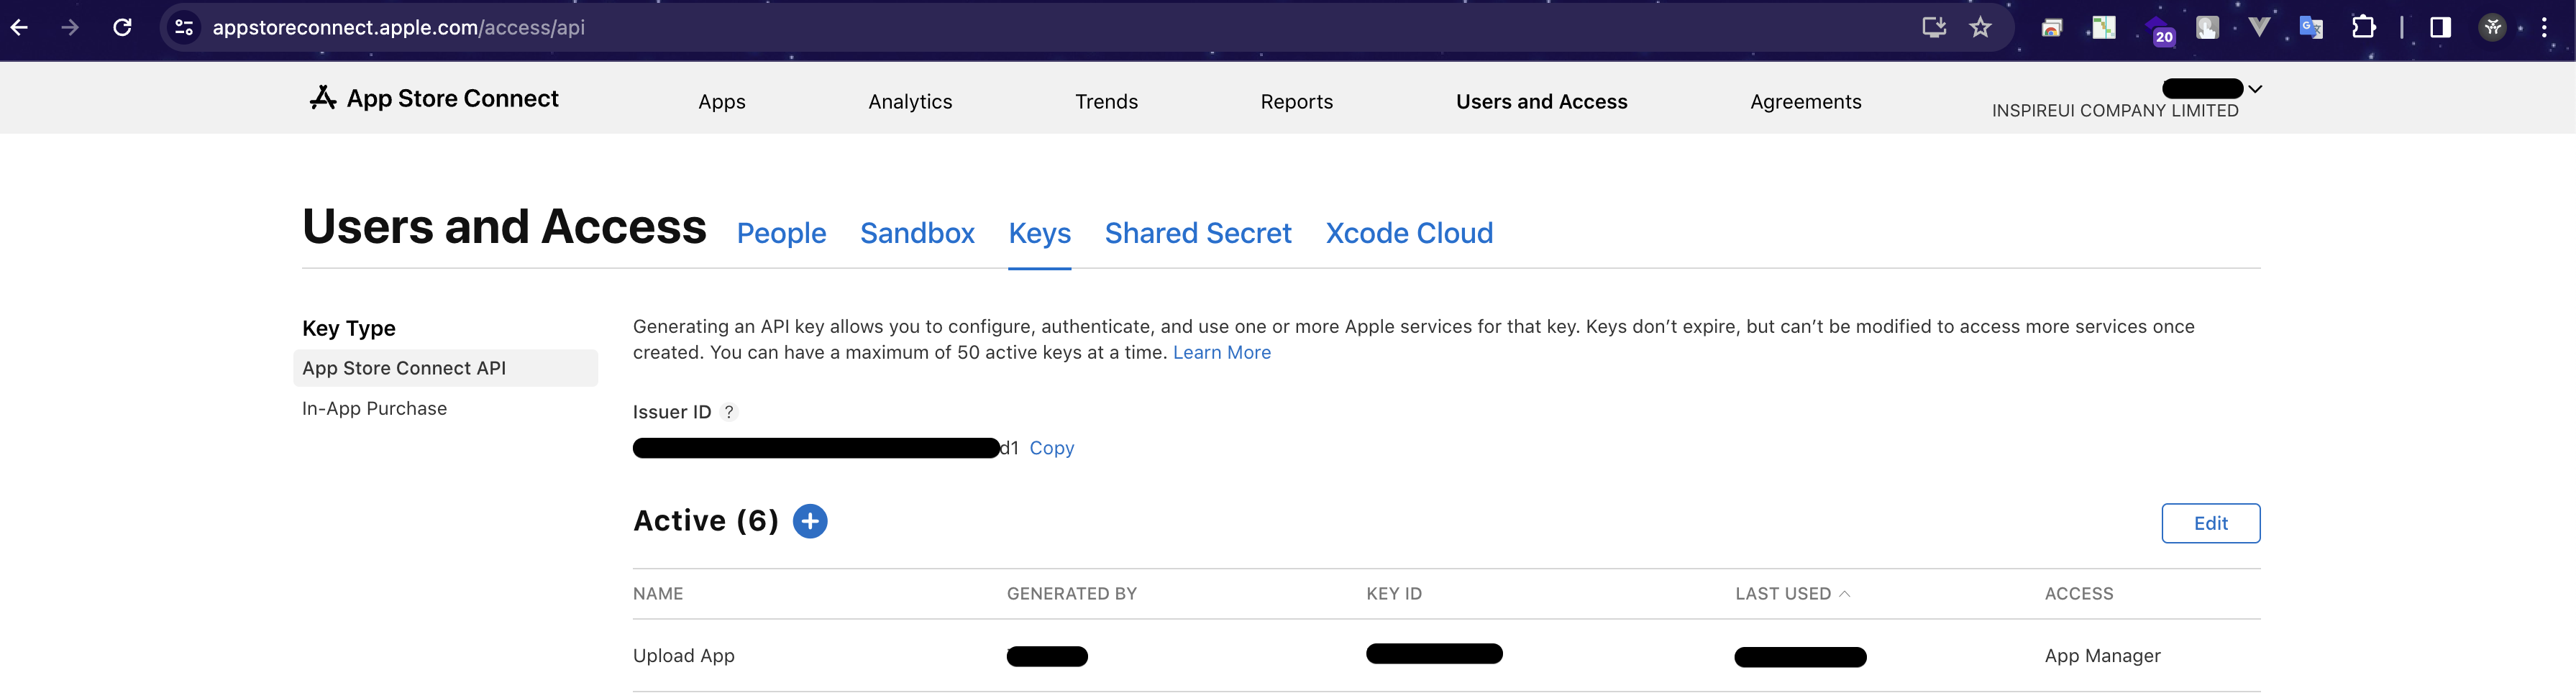 appstoreconnect.apple.com/access/api
20
App Store Connect
Apps
Analytics
Trends
Reports
Users and Access
Agreements
INSPIREUI COMPANY LIMITED
Users and Access
People
Sandbox
Keys
Shared Secret
Xcode Cloud
Key Type
App Store Connect API
In-App Purchase
Generating an API key allows you to configure, authenticate, and use one or more Apple services for that key. Keys don’t expire, but can’t be modified to access more services once
created. You can have a maximum of 50 active keys at a time. Learn More
Issuer ID ?
d1 Copy
Active (6) +
Edit
NAME GENERATED BY KEY ID LAST USED ACCESS
Upload App App Manager